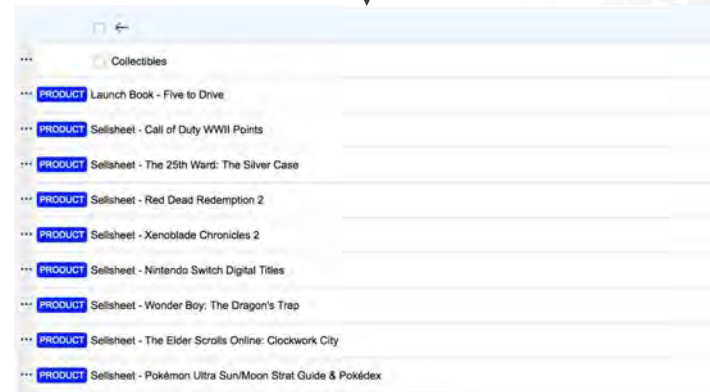 ←
Collectibles
PRODUCT Launch Book - Five to Drive
PRODUCT Sellsheet - Call of Duty WWII Points
PRODUCT Sellsheet - The 25th Ward: The Silver Case
PRODUCT Sellsheet - Red Dead Redemption 2
PRODUCT Sellsheet - Xenoblade Chronicles 2
PRODUCT Sellsheet - Nintendo Switch Digital Titles
PRODUCT Sellsheet - Wonder Boy: The Dragon's Trap
PRODUCT Sellsheet - The Elder Scrolls Online: Clockwork City
PRODUCT Sellsheet - Pokémon Ultra Sun/Moon Strat Guide & Pokédex